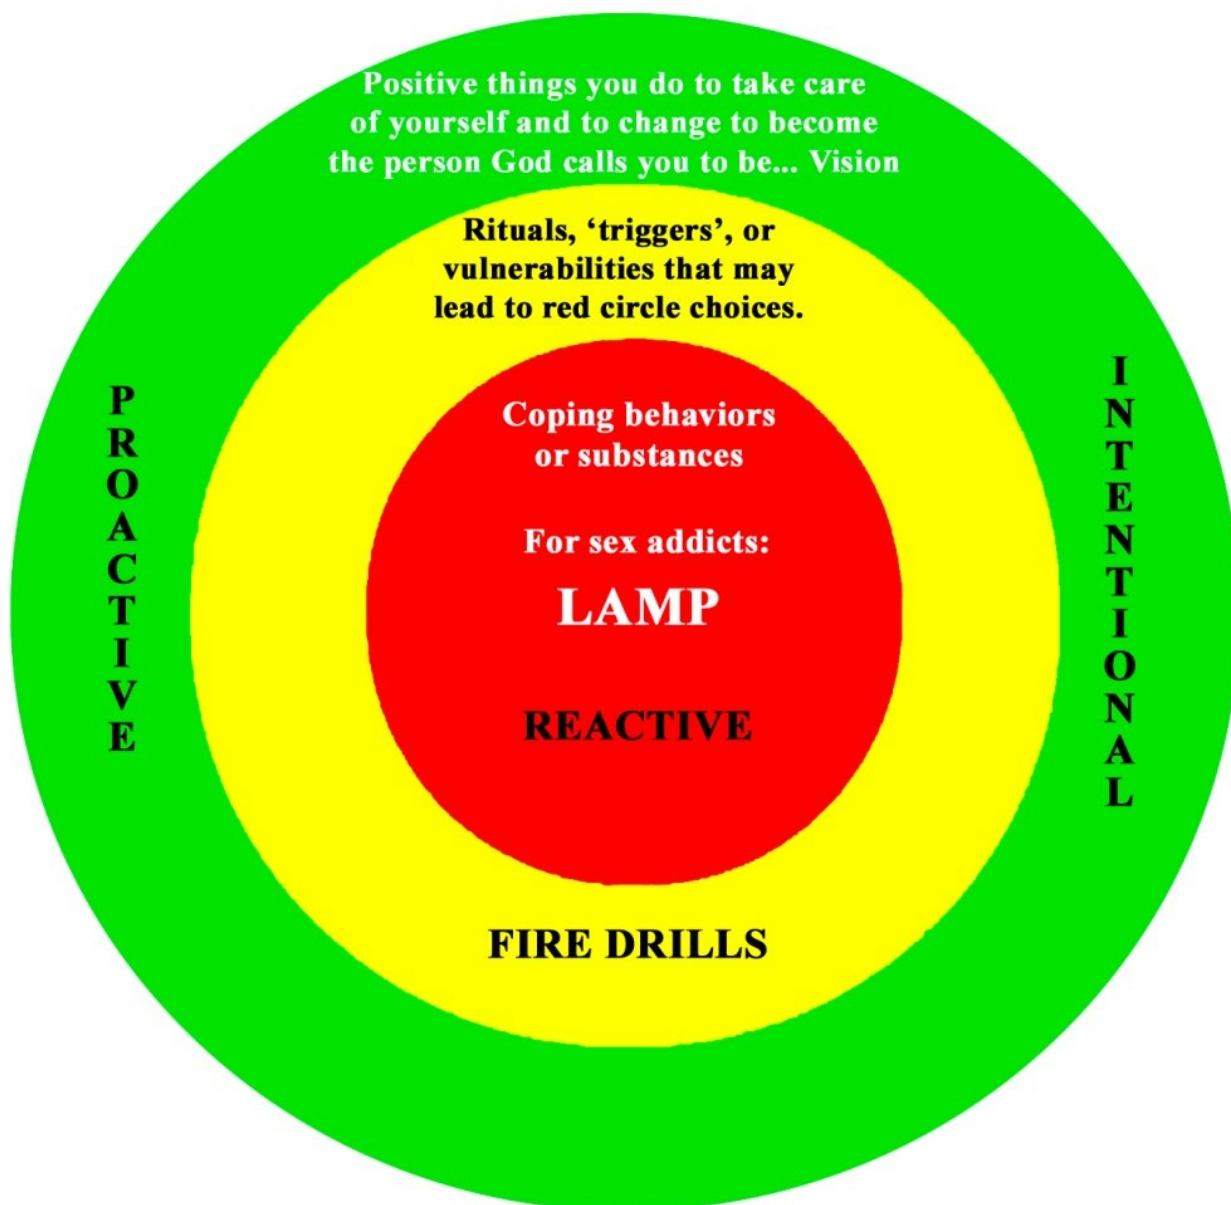 Positive things you do to take care
of yourself and to change to become
the person God calls you to be... Vision
Rituals, ‘triggers’, or
vulnerabilities that may
lead to red circle choices.
PROACTIVE
INTENTIONAL
Coping behaviors
or substances
For sex addicts:
LAMP
REACTIVE
FIRE DRILLS